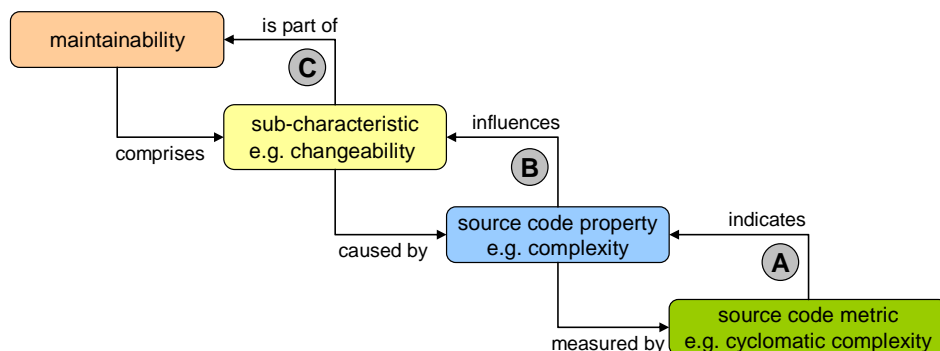 is part of
maintainability
C
sub-characteristic
e.g. changeability
influences
comprises
B
source code property
e.g. complexity
indicates
caused by
A
source code metric
e.g. cyclomatic complexity
measured by